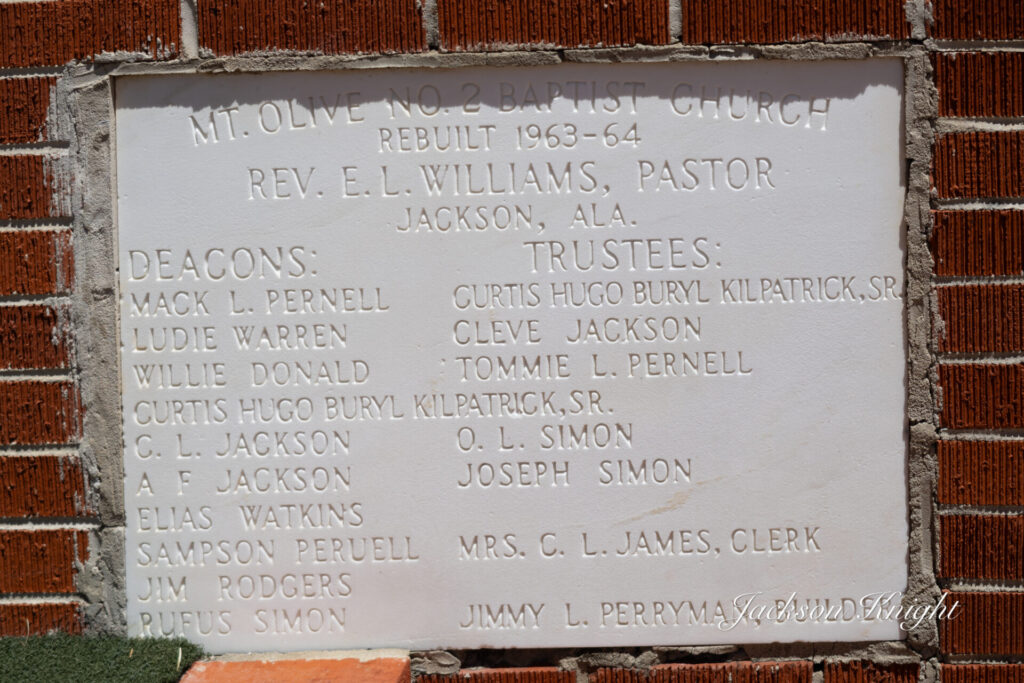 MT. OLIVE NO. 2 BAPTIST CHURCH
REBUILT 1963-64
REV. E. L. WILLIAMS, PASTOR
JACKSON, ALA.
DEACONS:
MACK L. PERNELL
LUDIE WARREN
WILLIE DONALD
CURTIS HUGO BURYL KILPATRICK, SR.
C. L. JACKSON
A F JACKSON
ELIAS WATKINS
SAMPSON PERUELL
JIM RODGERS
RUFUS SIMON
TRUSTEES:
CURTIS HUGO BURYL KILPATRICK, SR.
CLEVE JACKSON
TOMMIE L. PERNELL
O. L. SIMON
JOSEPH SIMON
MRS. C. L. JAMES, CLERK
JIMMY L. PERRYMAN, BUILDER
Jackson Knight